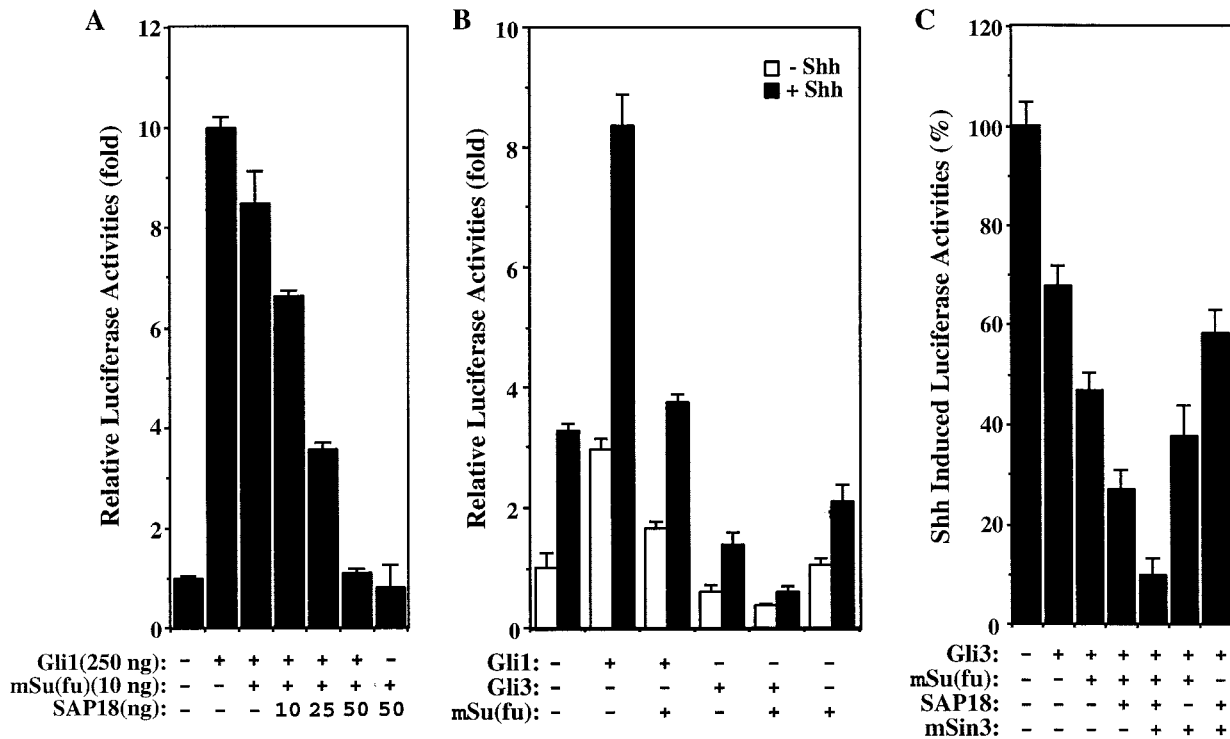 A
Relative Luciferase Activities (fold)
12
10
8
6
4
2
0
Gli1(250 ng): - + + + + + -
mSu(fu)(10 ng): - - + + + + +
SAP18(ng): - - - 10 25 50 50
B
Relative Luciferase Activities (fold)
10
8
6
4
2
0
- Shh
+ Shh
Gli1: - + + - - -
Gli3: - - - + + -
mSu(fu): - - + - + +
C
Shh Induced Luciferase Activities (%)
120
100
80
60
40
20
0
Gli3: - + + + + + +
mSu(fu): - - + + + + -
SAP18: - - - + + - +
mSin3: - - - - + + +